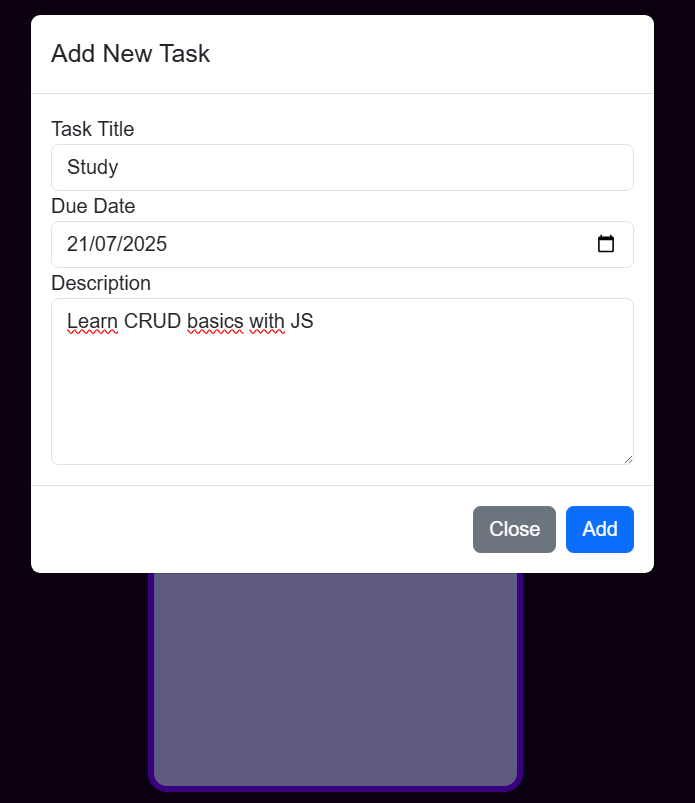 Add New Task
Task Title
Study
Due Date
21/07/2025
Description
Learn CRUD basics with JS
Close Add